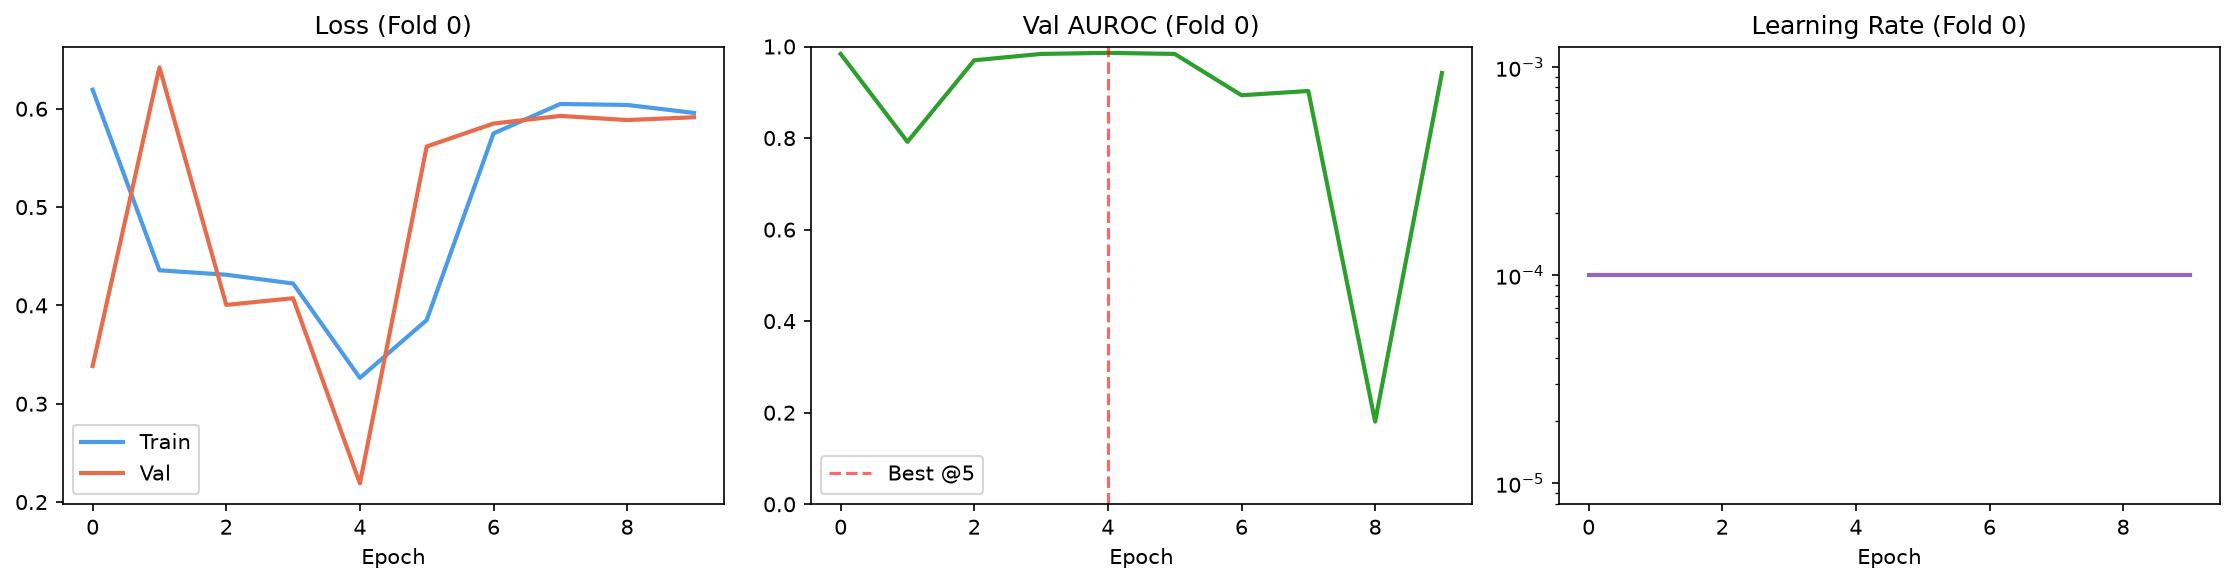 Loss (Fold 0)
0.6
0.5
0.4
0.3
0.2
Train
Val
0 2 4 6 8
Epoch
Val AUROC (Fold 0)
1.0
0.8
0.6
0.4
0.2
0.0
Best @5
0 2 4 6 8
Epoch
Learning Rate (Fold 0)
10⁻³
10⁻⁴
10⁻⁵
0 2 4 6 8
Epoch